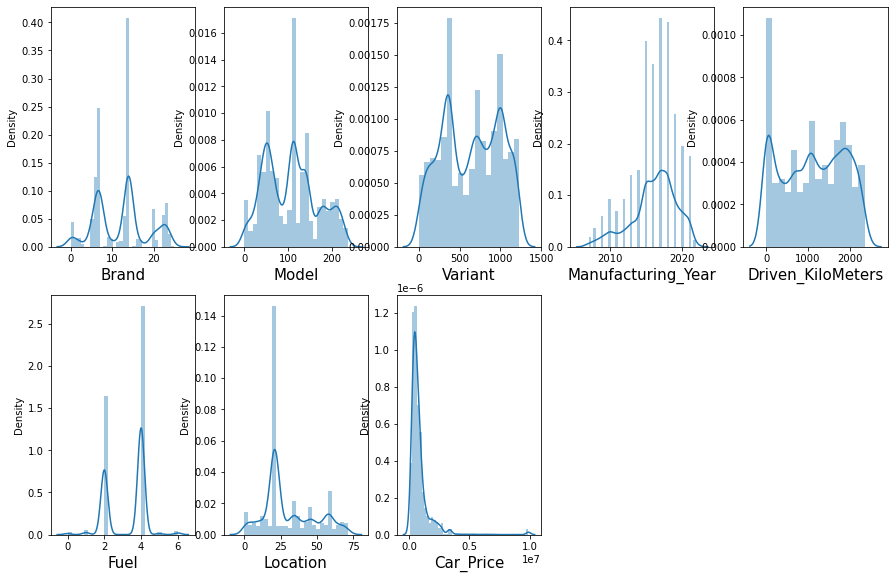 Density
0.40
0.35
0.30
0.25
0.20
0.15
0.10
0.05
0.00
0 10 20
Brand
Density
0.016
0.014
0.012
0.010
0.008
0.006
0.004
0.002
0.000
0 100 200
Model
Density
0.00175
0.00150
0.00125
0.00100
0.00075
0.00050
0.00025
0.00000
0 500 1000 1500
Variant
Density
0.4
0.3
0.2
0.1
0.0
2010 2020
Manufacturing_Year
Density
0.0010
0.0008
0.0006
0.0004
0.0002
0.0000
0 1000 2000
Driven_KiloMeters
Density
2.5
2.0
1.5
1.0
0.5
0.0
0 2 4 6
Fuel
Density
0.14
0.12
0.10
0.08
0.06
0.04
0.02
0.00
0 25 50 75
Location
1e−6
Density
1.2
1.0
0.8
0.6
0.4
0.2
0.0
0.0 0.5 1.0
1e7
Car_Price